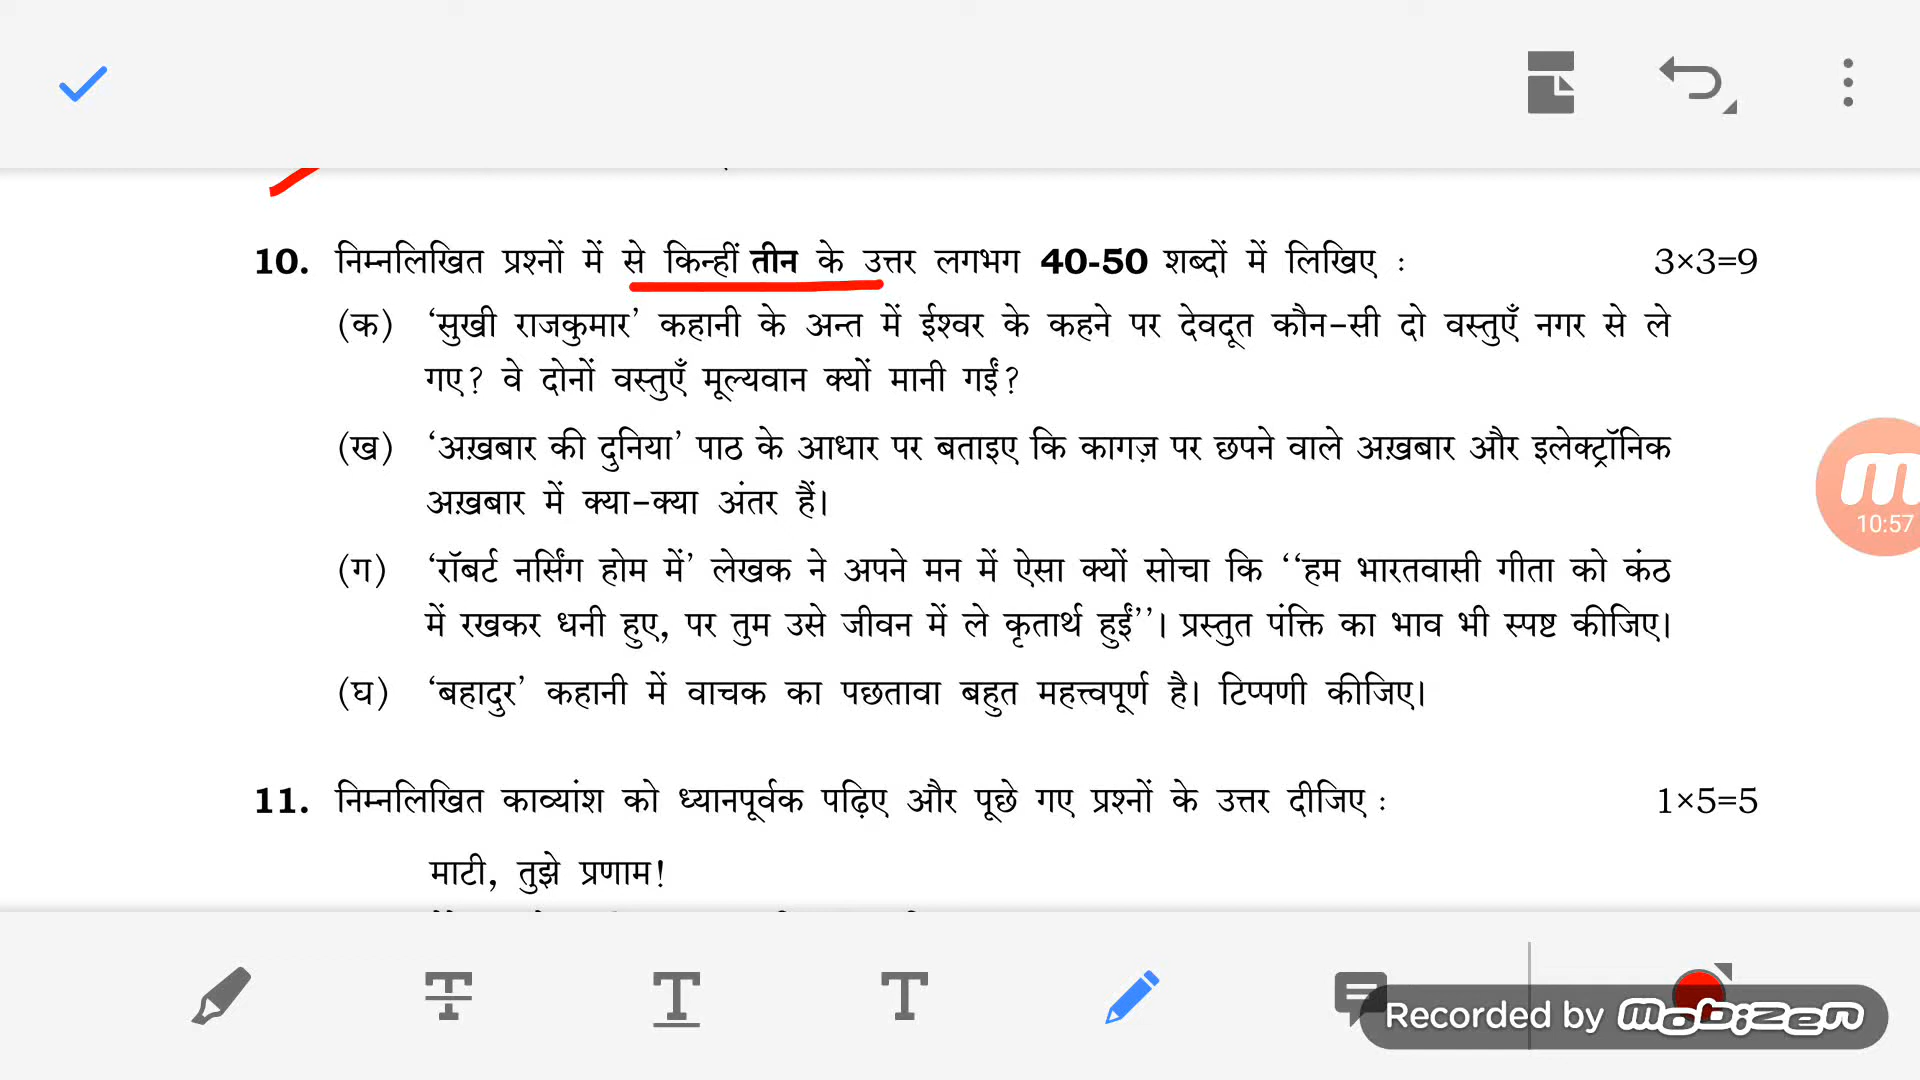 10. निम्नलिखित प्रश्नों में से किन्हीं तीन के उत्तर लगभग 40-50 शब्दों में लिखिए : 3×3=9
(क) ‘सुखी राजकुमार’ कहानी के अन्त में ईश्वर के कहने पर देवदूत कौन-सी दो वस्तुएँ नगर से ले
गए? वे दोनों वस्तुएँ मूल्यवान क्यों मानी गईं?
(ख) ‘अख़बार की दुनिया’ पाठ के आधार पर बताइए कि कागज़ पर छपने वाले अख़बार और इलेक्ट्रॉनिक
अख़बार में क्या-क्या अंतर हैं।
10:57
(ग) ‘रॉबर्ट नर्सिंग होम में’ लेखक ने अपने मन में ऐसा क्यों सोचा कि ‘‘हम भारतवासी गीता को कंठ
में रखकर धनी हुए, पर तुम उसे जीवन में ले कृतार्थ हुईं’’। प्रस्तुत पंक्ति का भाव भी स्पष्ट कीजिए।
(घ) ‘बहादुर’ कहानी में वाचक का पछतावा बहुत महत्त्वपूर्ण है। टिप्पणी कीजिए।
11. निम्नलिखित काव्यांश को ध्यानपूर्वक पढ़िए और पूछे गए प्रश्नों के उत्तर दीजिए : 1×5=5
माटी, तुझे प्रणाम!
T T T
Recorded by mobizen